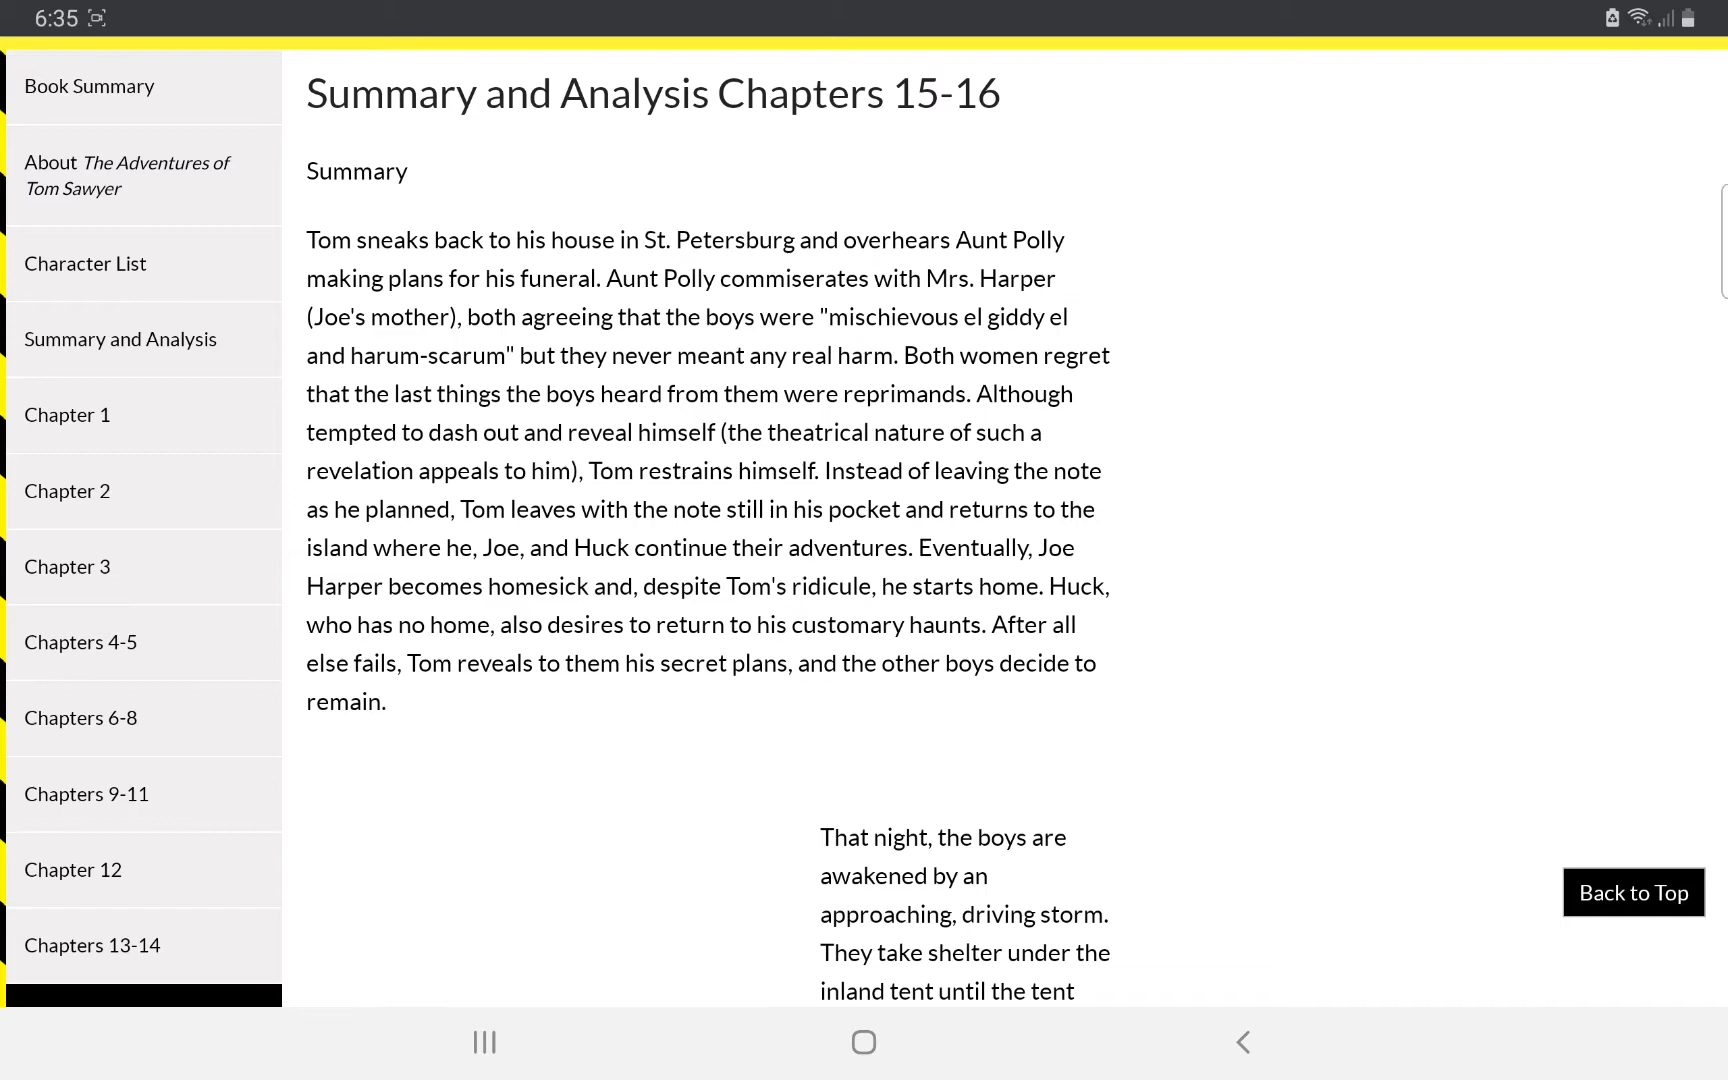 6:35
Book Summary
About The Adventures of
Tom Sawyer
Character List
Summary and Analysis
Chapter 1
Chapter 2
Chapter 3
Chapters 4-5
Chapters 6-8
Chapters 9-11
Chapter 12
Chapters 13-14
Summary and Analysis Chapters 15-16
Summary
Tom sneaks back to his house in St. Petersburg and overhears Aunt Polly
making plans for his funeral. Aunt Polly commiserates with Mrs. Harper
(Joe's mother), both agreeing that the boys were "mischievous el giddy el
and harum-scarum" but they never meant any real harm. Both women regret
that the last things the boys heard from them were reprimands. Although
tempted to dash out and reveal himself (the theatrical nature of such a
revelation appeals to him), Tom restrains himself. Instead of leaving the note
as he planned, Tom leaves with the note still in his pocket and returns to the
island where he, Joe, and Huck continue their adventures. Eventually, Joe
Harper becomes homesick and, despite Tom's ridicule, he starts home. Huck,
who has no home, also desires to return to his customary haunts. After all
else fails, Tom reveals to them his secret plans, and the other boys decide to
remain.
That night, the boys are
awakened by an
approaching, driving storm.
They take shelter under the
inland tent until the tent
Back to Top